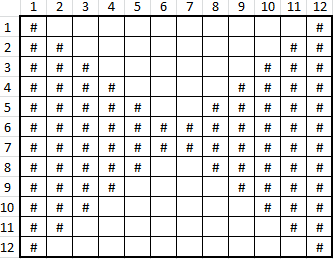 1 2 3 4 5 6 7 8 9 10 11 12
1 # #
2 # # # #
3 # # # # # #
4 # # # # # # # #
5 # # # # # # # # # #
6 # # # # # # # # # # # #
7 # # # # # # # # # # # #
8 # # # # # # # # # #
9 # # # # # # # #
10 # # # # # #
11 # # # #
12 # #